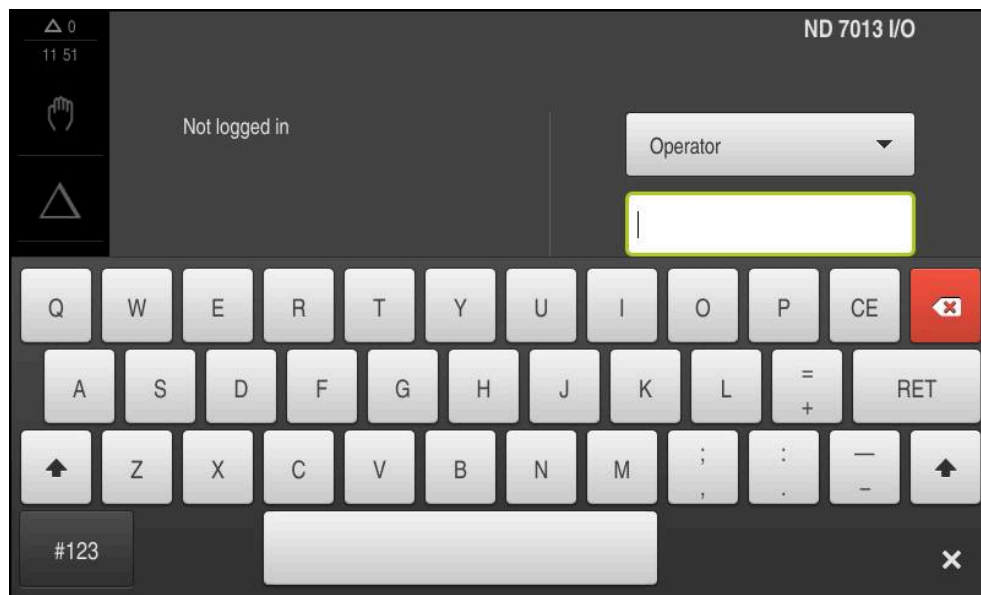 0
ND 7013 I/O
11 51
Not logged in
Operator
Q W E R T Y U I O P CE
A S D F G H J K L = + RET
Z X C V B N M ; , : . — –
#123